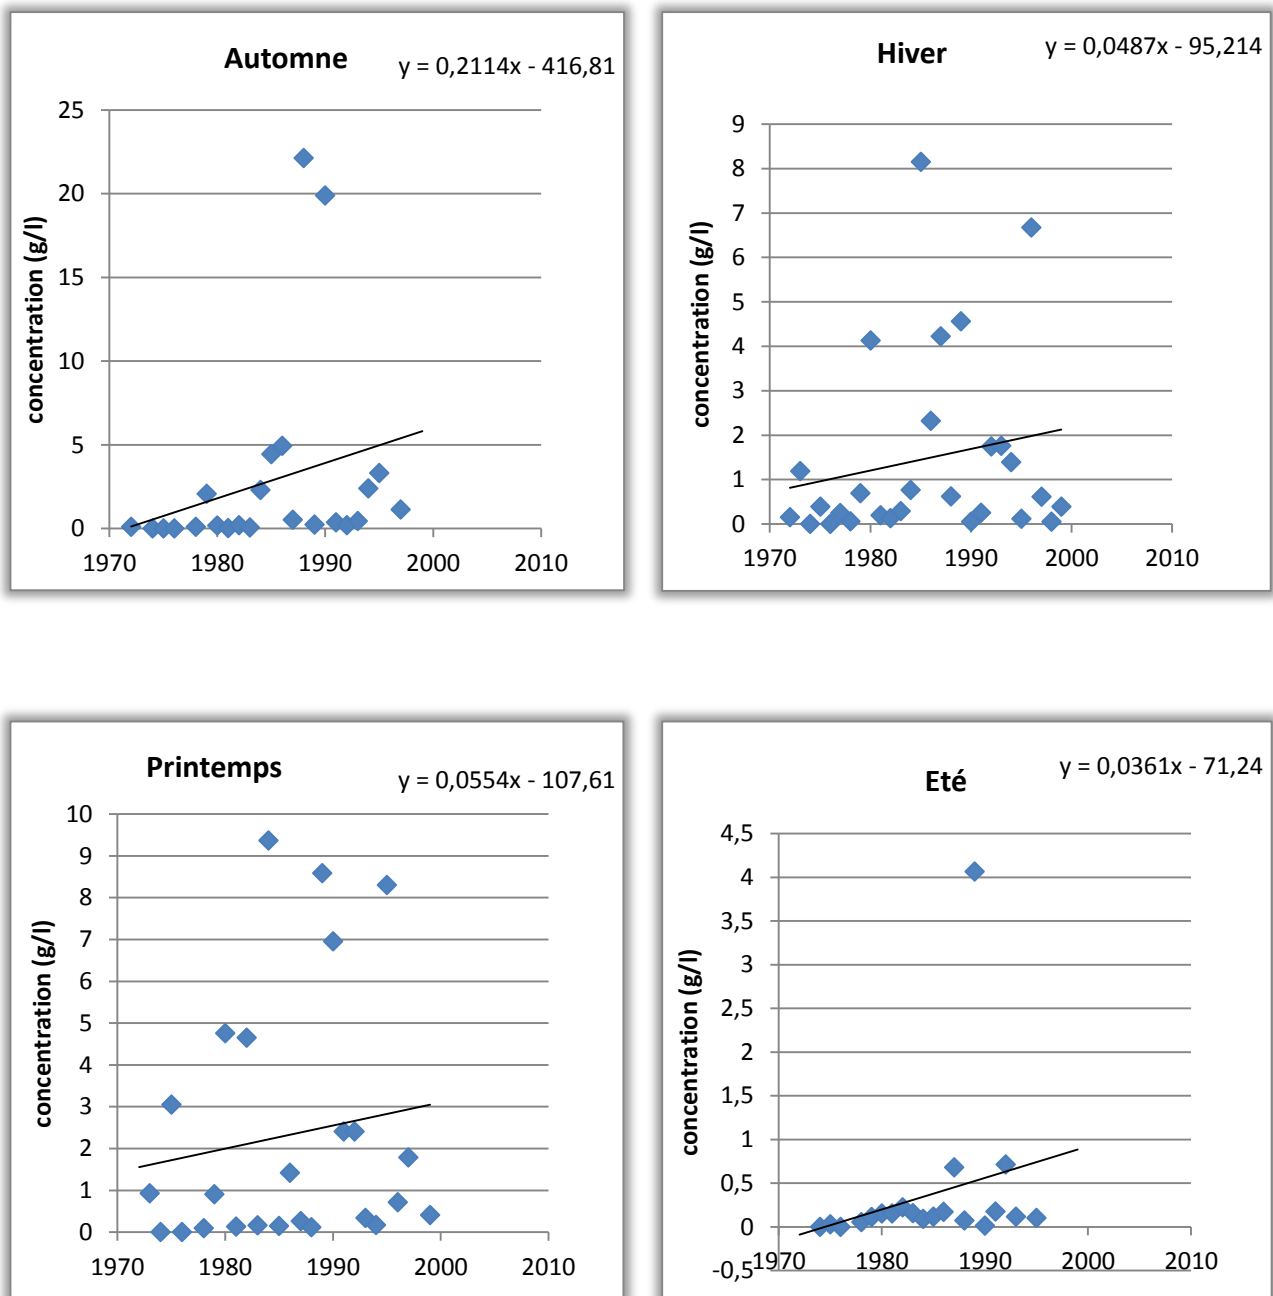 Automne
y = 0,2114x - 416,81
25
20
15
10
5
0
1970 1980 1990 2000 2010
concentration (g/l)
Hiver
y = 0,0487x - 95,214
9
8
7
6
5
4
3
2
1
0
1970 1980 1990 2000 2010
concentration (g/l)
Printemps
y = 0,0554x - 107,61
10
9
8
7
6
5
4
3
2
1
0
1970 1980 1990 2000 2010
concentration (g/l)
Eté
y = 0,0361x - 71,24
4,5
4
3,5
3
2,5
2
1,5
1
0,5
0
-0,5
1970 1980 1990 2000 2010
concentration (g/l)